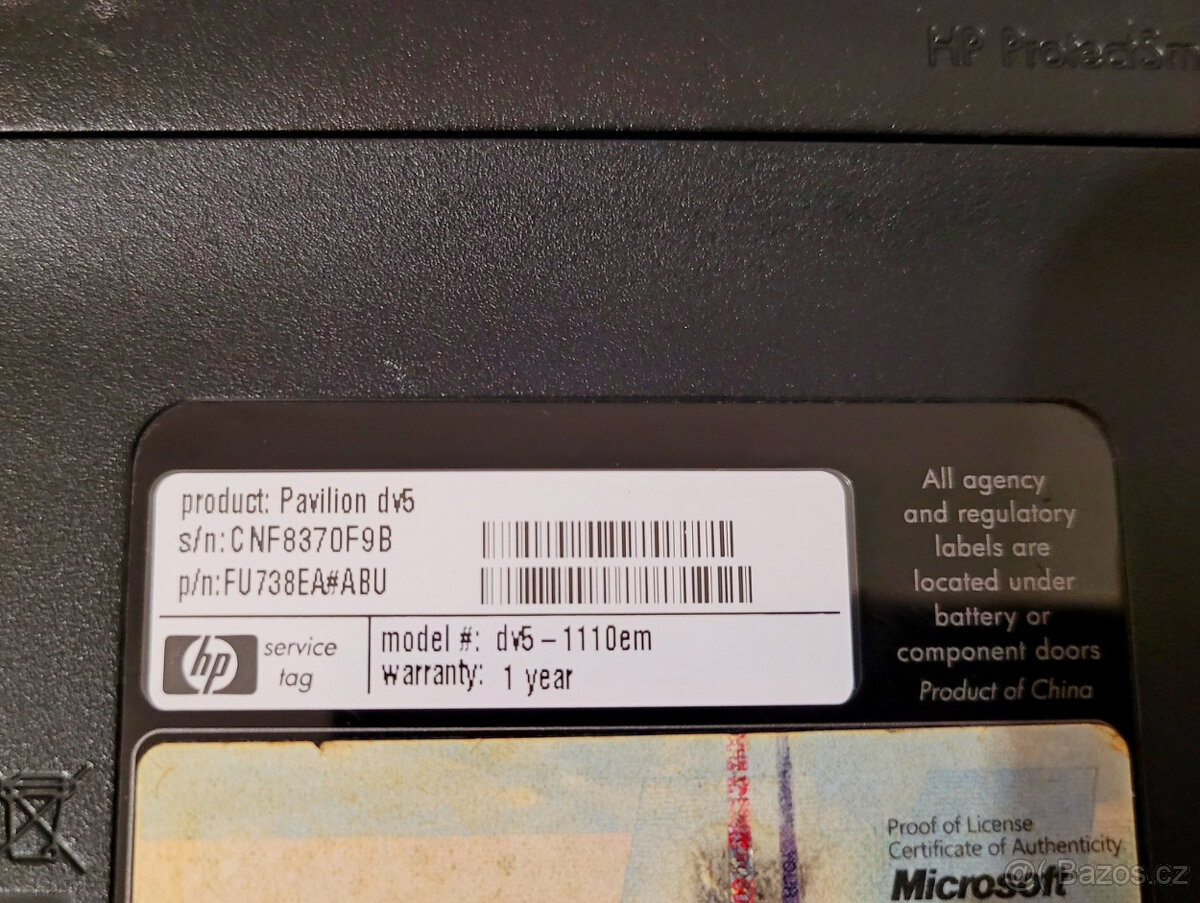 HP ProtectSm
product: Pavilion dv5
s/n:CNF8370F9B
p/n:FU738EA#ABU
hp
service
tag
model #: dv5-1110em
warranty: 1 year
All agency
and regulatory
labels are
located under
battery or
component doors
Product of China
Proof of License
Certificate of Authenticity
Microsoft
Bazos.cz